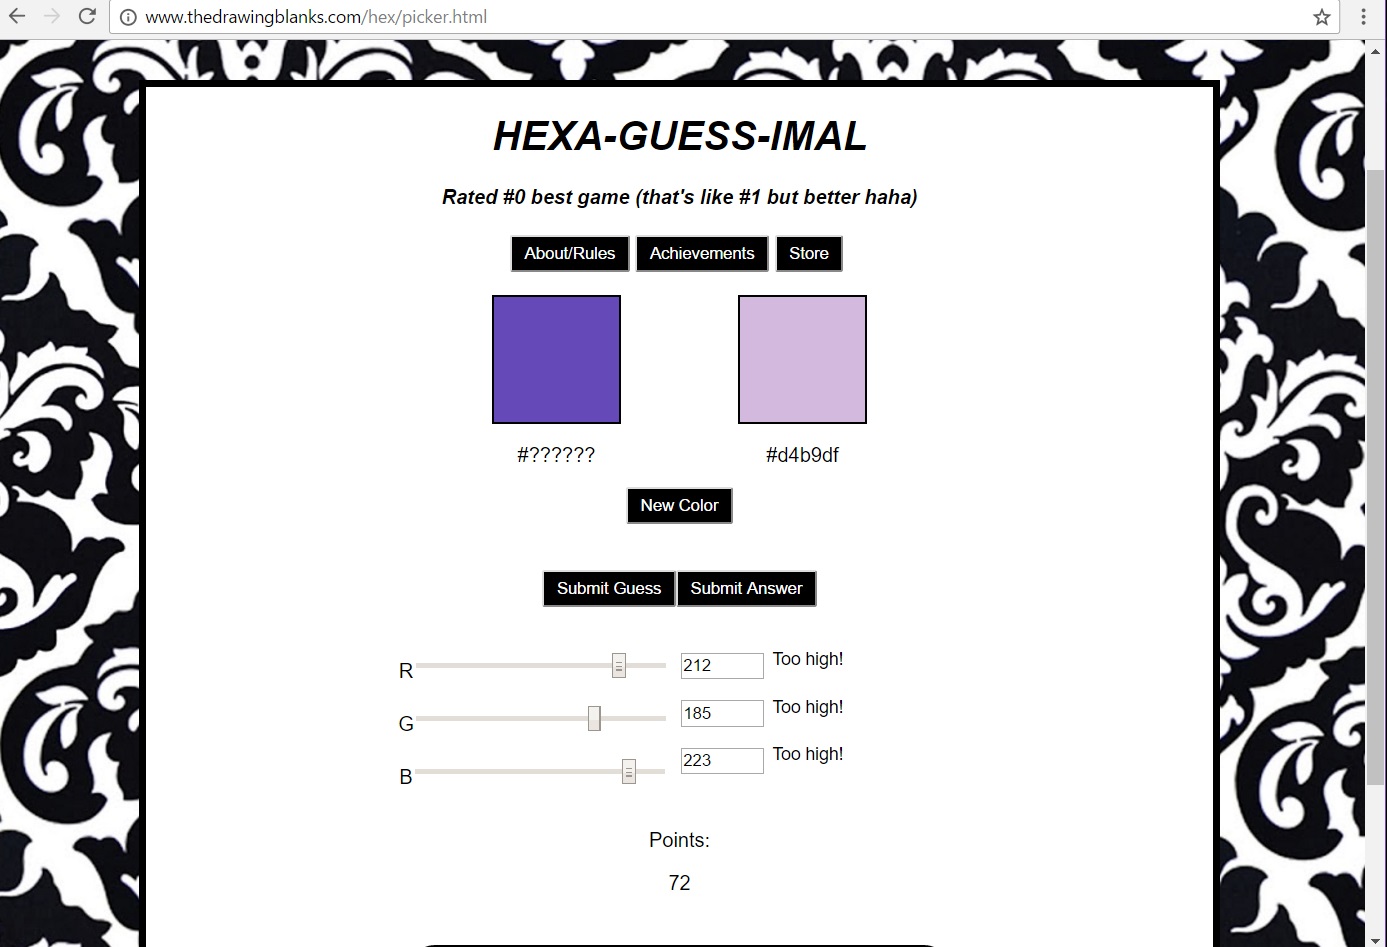 www.thedrawingblanks.com/hex/picker.html
HEXA-GUESS-IMAL
Rated #0 best game (that's like #1 but better haha)
About/Rules Achievements Store
#?????? #d4b9df
New Color
Submit Guess Submit Answer
R 212 Too high!
G 185 Too high!
B 223 Too high!
Points:
72